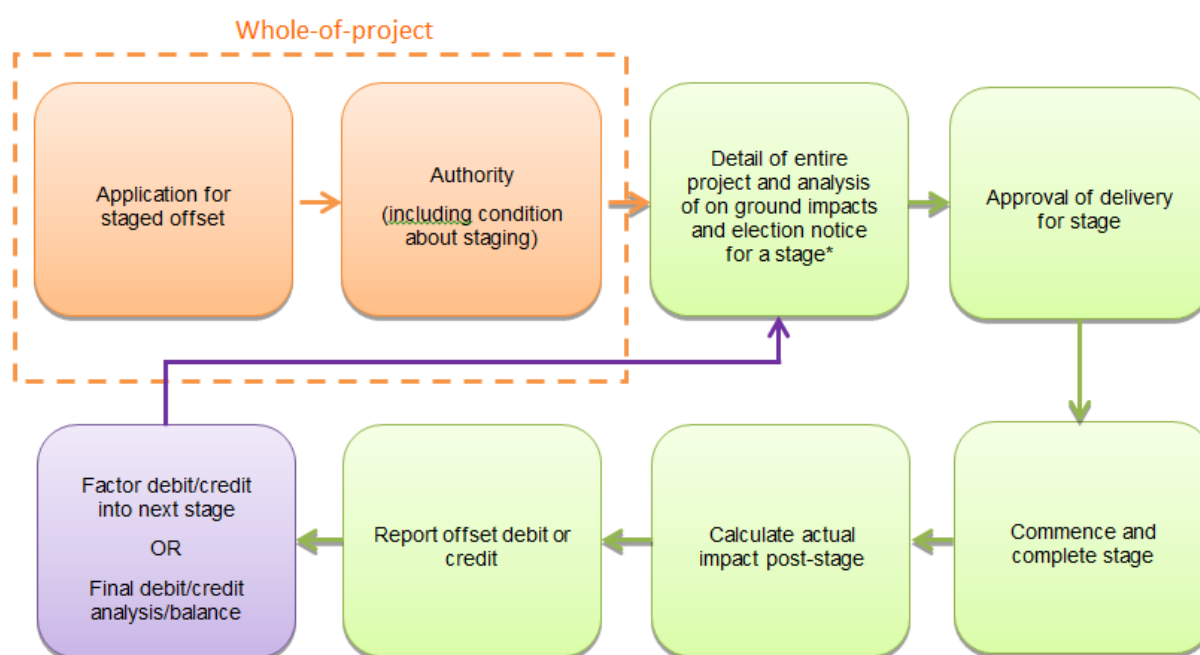 Whole-of-project
Application for
staged offset
Authority
(including condition
about staging)
Detail of entire
project and analysis
of on ground impacts
and election notice
for a stage*
Approval of delivery
for stage
Factor debit/credit
into next stage
OR
Final debit/credit
analysis/balance
Report offset debit or
credit
Calculate actual
impact post-stage
Commence and
complete stage